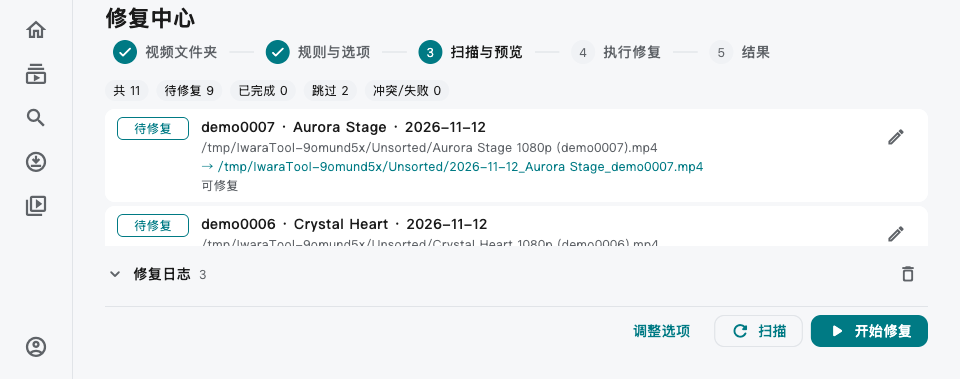 修复中心
视频文件夹
规则与选项
3 扫描与预览
4 执行修复
5 结果
共 11
待修复 9
已完成 0
跳过 2
冲突/失败 0
待修复
demo0007 · Aurora Stage · 2026-11-12
/tmp/IwaraTool-9omund5x/Unsorted/Aurora Stage 1080p (demo0007).mp4
→ /tmp/IwaraTool-9omund5x/Unsorted/2026-11-12_Aurora Stage_demo0007.mp4
可修复
待修复
demo0006 · Crystal Heart · 2026-11-12
/tmp/IwaraTool-9omund5x/Unsorted/Crystal Heart 1080p (demo0006).mp4
修复日志 3
调整选项
扫描
开始修复